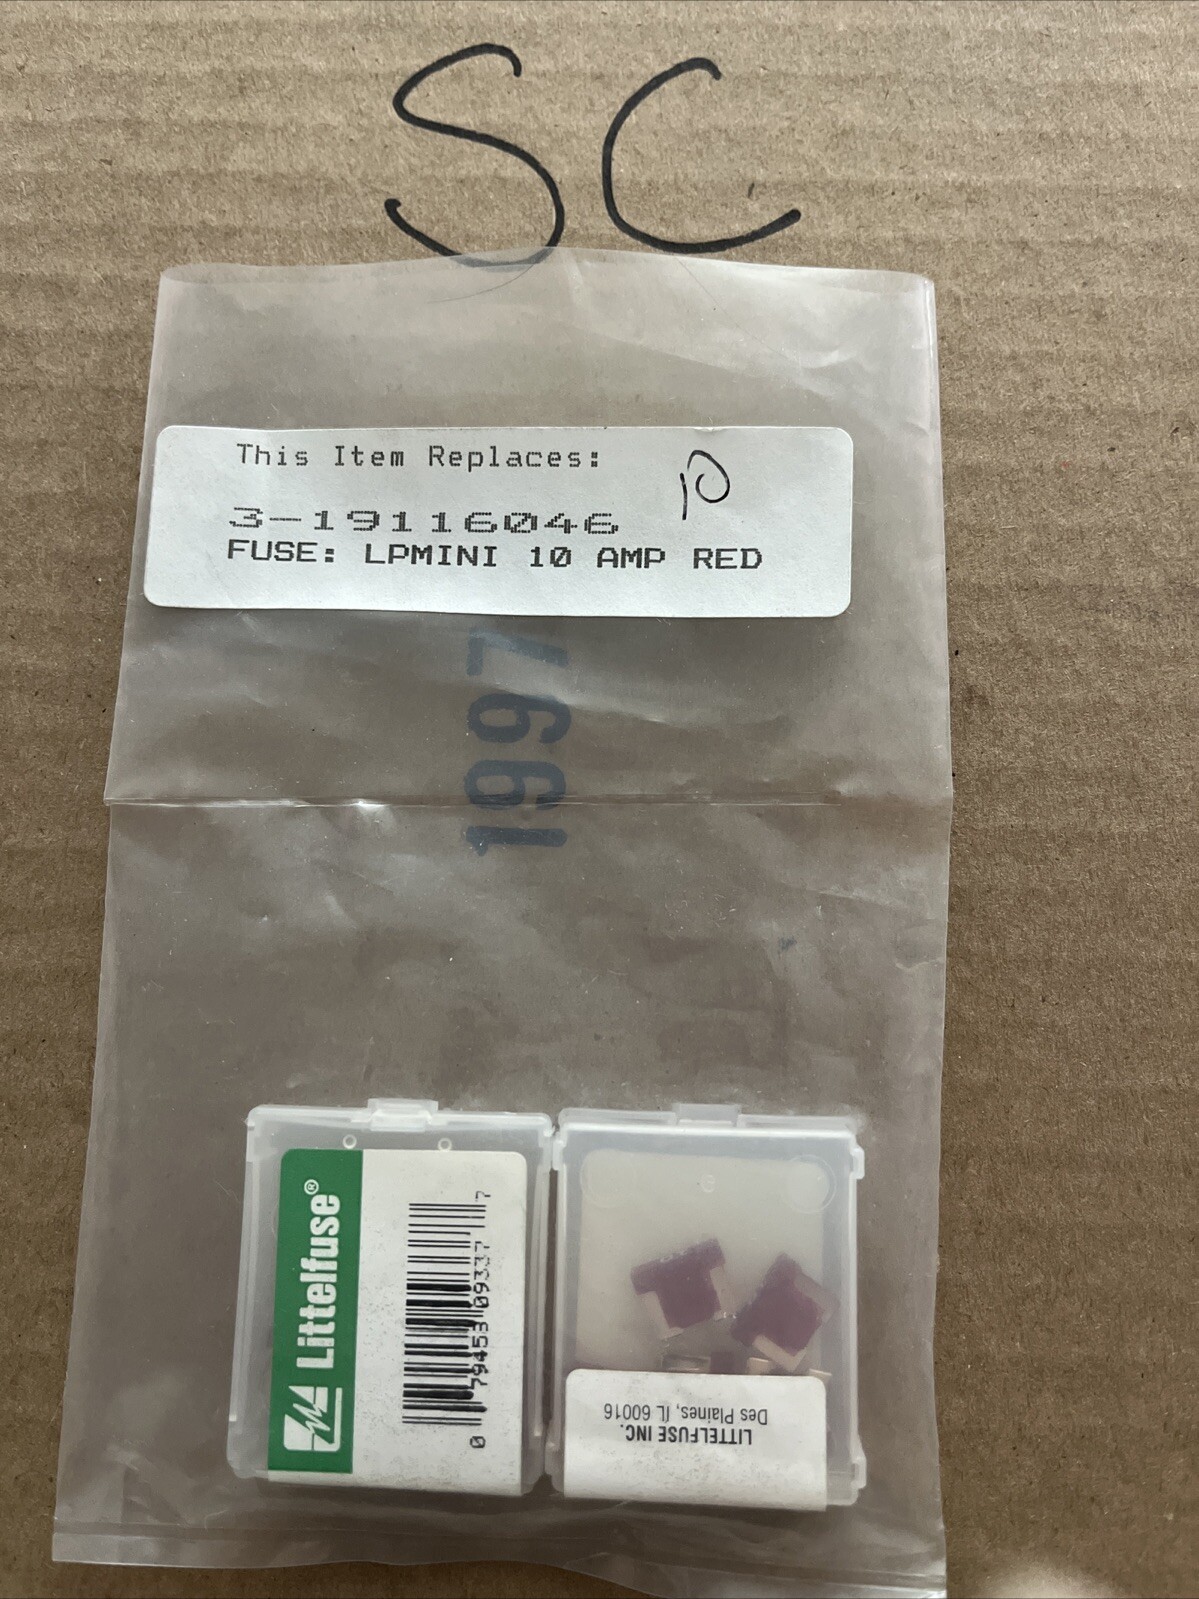 SC
This Item Replaces:
10
3-19116046
FUSE: LPMINI 10 AMP RED
1997
Littelfuse®
0 79453 09337 7
LITTELFUSE INC.
Des Plaines, IL 60016